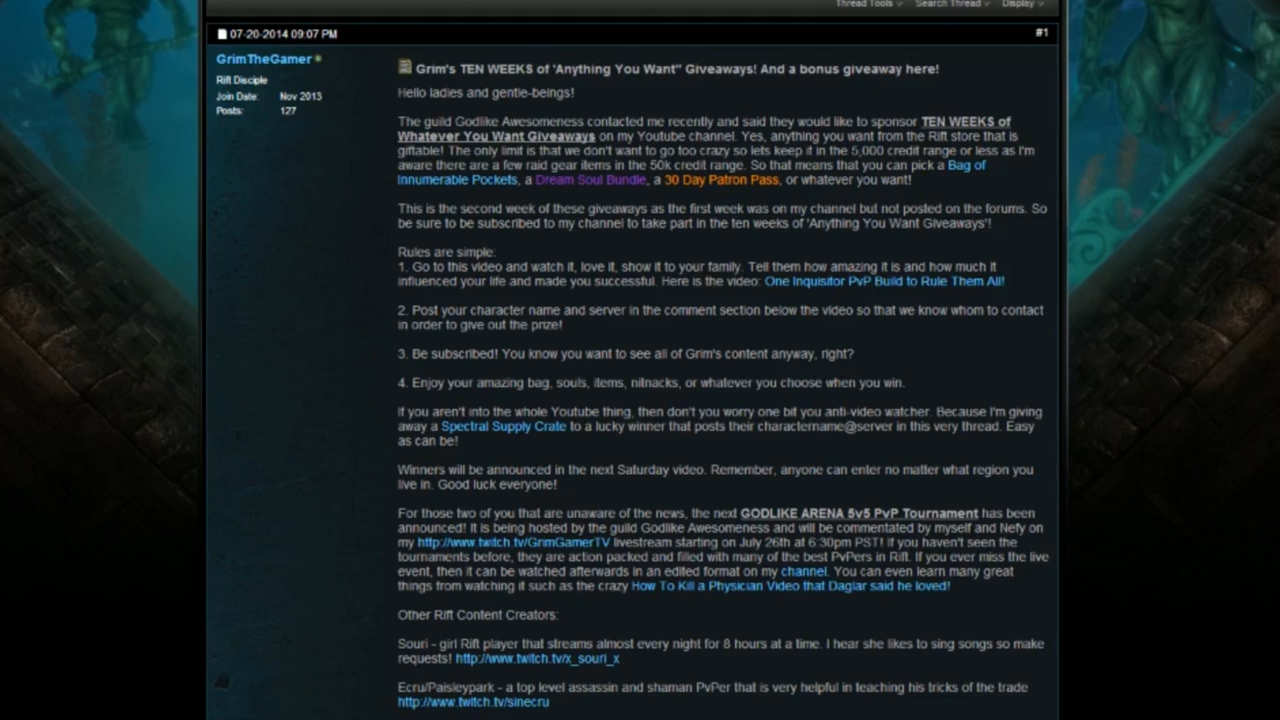 Thread Tools Search Thread Display
07-20-2014 09:07 PM #1
GrimTheGamer
Rift Disciple
Join Date: Nov 2013
Posts: 127
Grim's TEN WEEKS of 'Anything You Want" Giveaways! And a bonus giveaway here!
Hello ladies and gentle-beings!
The guild Godlike Awesomeness contacted me recently and said they would like to sponsor TEN WEEKS of
Whatever You Want Giveaways on my Youtube channel. Yes, anything you want from the Rift store that is
giftable! The only limit is that we don't want to go too crazy so lets keep it in the 5,000 credit range or less as I'm
aware there are a few raid gear items in the 50k credit range. So that means that you can pick a Bag of
Innumerable Pockets, a Dream Soul Bundle, a 30 Day Patron Pass, or whatever you want!
This is the second week of these giveaways as the first week was on my channel but not posted on the forums. So
be sure to be subscribed to my channel to take part in the ten weeks of 'Anything You Want Giveaways'!
Rules are simple:
1. Go to this video and watch it, love it, show it to your family. Tell them how amazing it is and how much it
influenced your life and made you successful. Here is the video: One Inquisitor PvP Build to Rule Them All!
2. Post your character name and server in the comment section below the video so that we know whom to contact
in order to give out the prize!
3. Be subscribed! You know you want to see all of Grim's content anyway, right?
4. Enjoy your amazing bag, souls, items, nitnacks, or whatever you choose when you win.
If you aren't into the whole Youtube thing, then don't you worry one bit you anti-video watcher. Because I'm giving
away a Spectral Supply Crate to a lucky winner that posts their charactername@server in this very thread. Easy
as can be!
Winners will be announced in the next Saturday video. Remember, anyone can enter no matter what region you
live in. Good luck everyone!
For those two of you that are unaware of the news, the next GODLIKE ARENA 5v5 PvP Tournament has been
announced! It is being hosted by the guild Godlike Awesomeness and will be commentated by myself and Nefy on
my http://www.twitch.tv/GrimGamerTV livestream starting on July 26th at 6:30pm PST! If you haven't seen the
tournaments before, they are action packed and filled with many of the best PvPers in Rift. If you ever miss the live
event, then it can be watched afterwards in an edited format on my channel. You can even learn many great
things from watching it such as the crazy How To Kill a Physician Video that Daglar said he loved!
Other Rift Content Creators:
Souri - girl Rift player that streams almost every night for 8 hours at a time. I hear she likes to sing songs so make
requests! http://www.twitch.tv/x_souri_x
Ecru/Paisleypark - a top level assassin and shaman PvPer that is very helpful in teaching his tricks of the trade
http://www.twitch.tv/sinecru